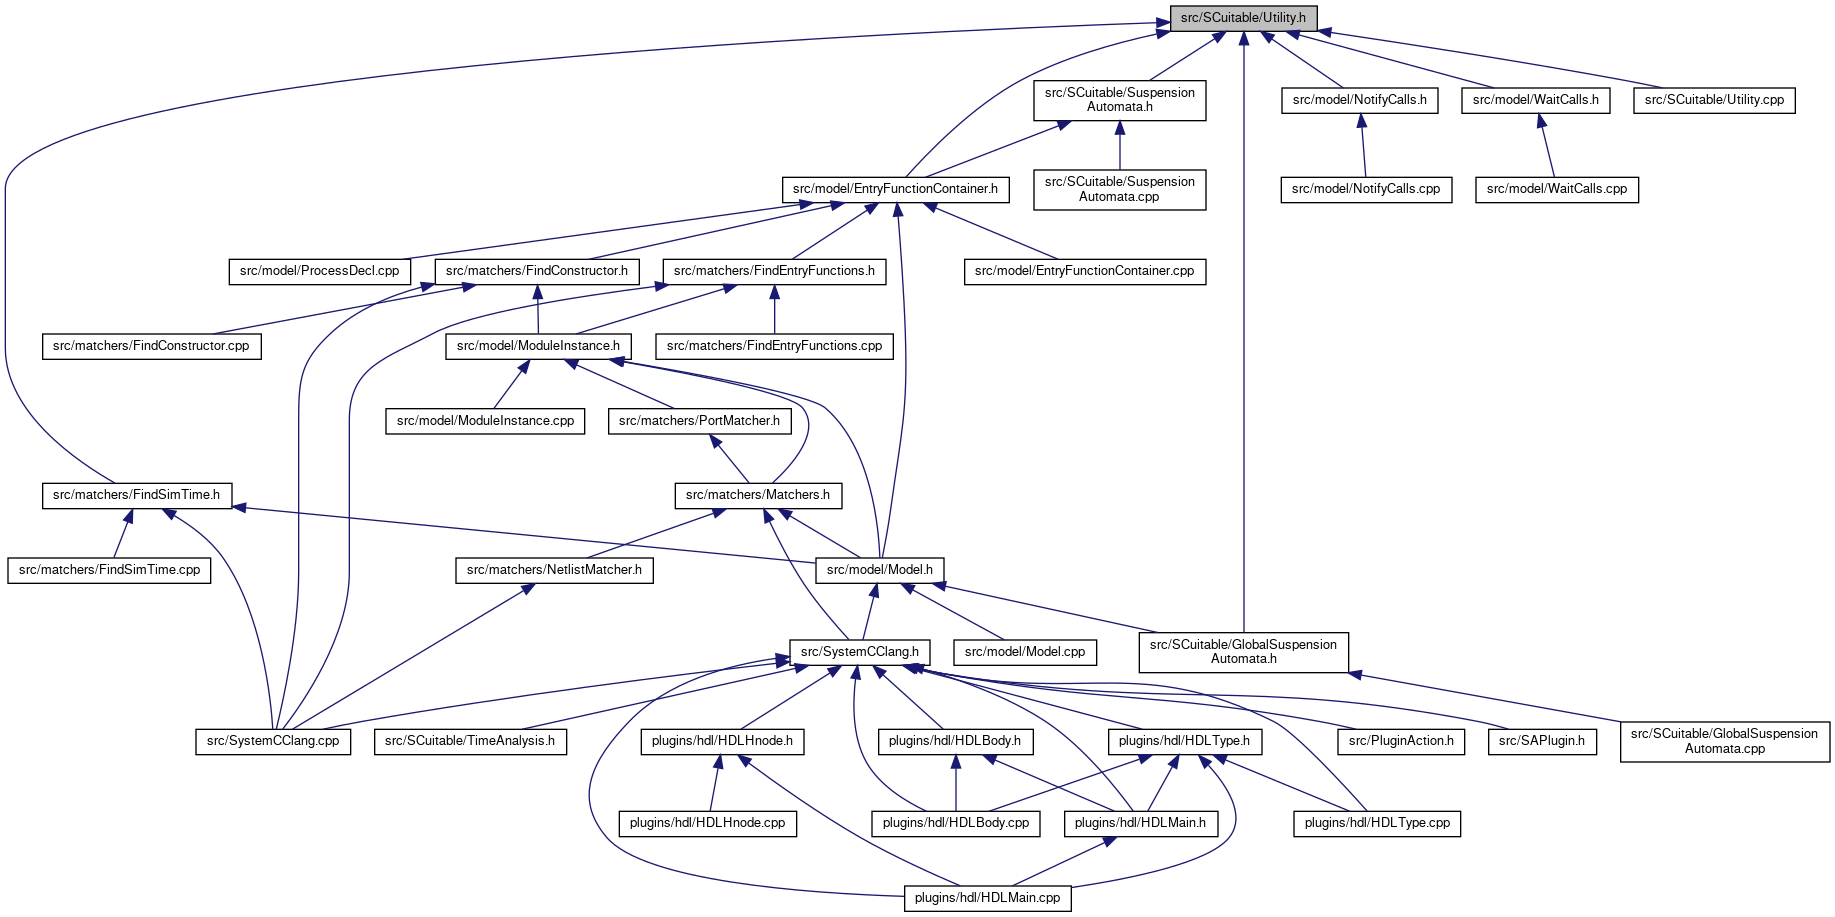 src/SCuitable/Utility.h
src/SCuitable/Suspension
Automata.h
src/model/NotifyCalls.h
src/model/WaitCalls.h
src/SCuitable/Utility.cpp
src/model/EntryFunctionContainer.h
src/SCuitable/Suspension
Automata.cpp
src/model/NotifyCalls.cpp
src/model/WaitCalls.cpp
src/model/ProcessDecl.cpp
src/matchers/FindConstructor.h
src/matchers/FindEntryFunctions.h
src/model/EntryFunctionContainer.cpp
src/matchers/FindConstructor.cpp
src/model/ModuleInstance.h
src/matchers/FindEntryFunctions.cpp
src/model/ModuleInstance.cpp
src/matchers/PortMatcher.h
src/matchers/FindSimTime.h
src/matchers/Matchers.h
src/matchers/FindSimTime.cpp
src/matchers/NetlistMatcher.h
src/model/Model.h
src/SystemCClang.h
src/model/Model.cpp
src/SCuitable/GlobalSuspension
Automata.h
src/SystemCClang.cpp
src/SCuitable/TimeAnalysis.h
plugins/hdl/HDLHnode.h
plugins/hdl/HDLBody.h
plugins/hdl/HDLType.h
src/PluginAction.h
src/SAPlugin.h
src/SCuitable/GlobalSuspension
Automata.cpp
plugins/hdl/HDLHnode.cpp
plugins/hdl/HDLBody.cpp
plugins/hdl/HDLMain.h
plugins/hdl/HDLType.cpp
plugins/hdl/HDLMain.cpp